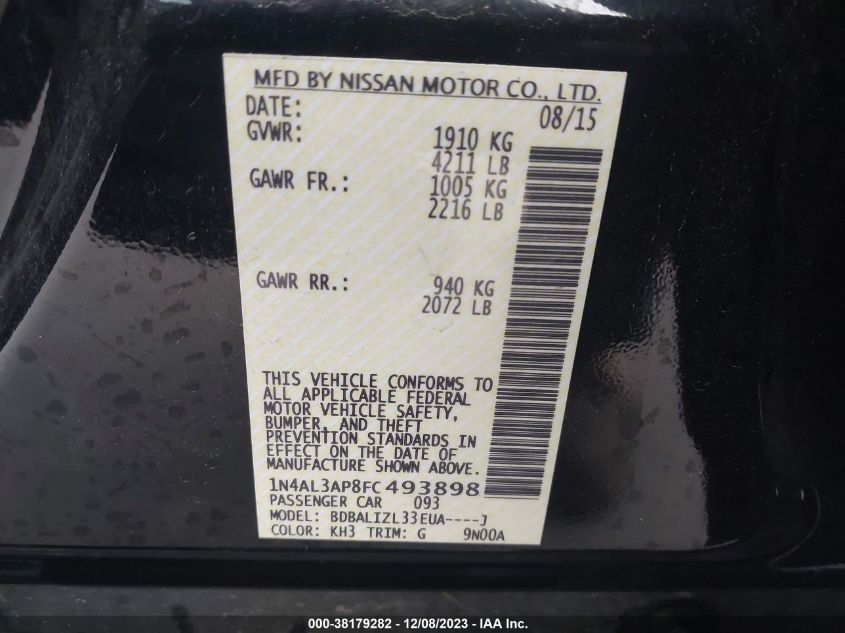 MFD BY NISSAN MOTOR CO., LTD.
DATE: 08/15
GVWR: 1910 KG
4211 LB
GAWR FR.: 1005 KG
2216 LB
GAWR RR.: 940 KG
2072 LB
THIS VEHICLE CONFORMS TO
ALL APPLICABLE FEDERAL
MOTOR VEHICLE SAFETY,
BUMPER, AND THEFT
PREVENTION STANDARDS IN
EFFECT ON THE DATE OF
MANUFACTURE SHOWN ABOVE.
1N4AL3AP8FC493898
PASSENGER CAR 093
MODEL: BDBALIZL33EUA----J
COLOR: KH3 TRIM: G 9N00A
000-38179282 - 12/08/2023 - IAA Inc.